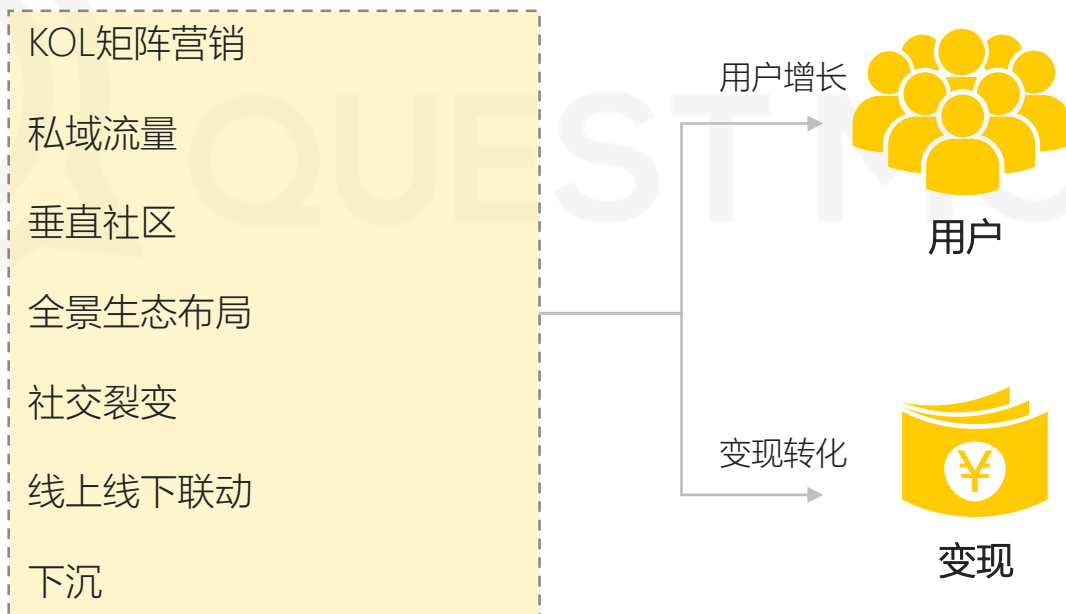 KOL矩阵营销
私域流量
垂直社区
全景生态布局
社交裂变
线上线下联动
下沉
用户增长
用户
变现转化
¥
变现
QUEST MO